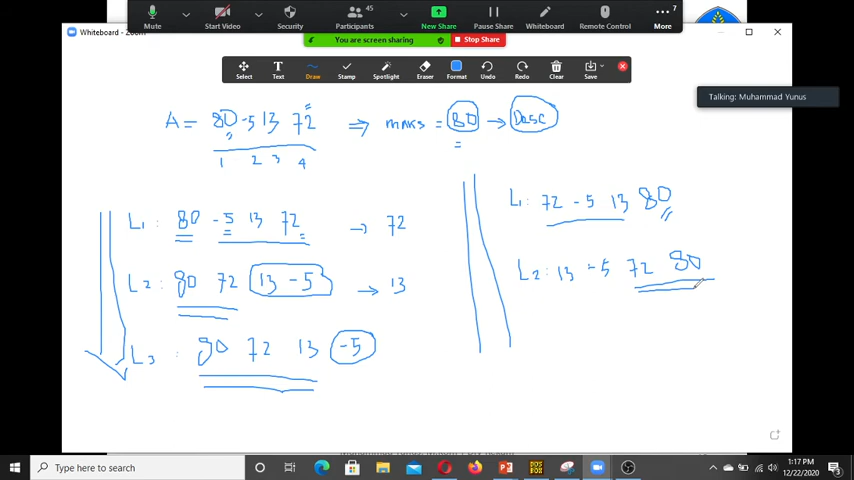 Mute
Start Video
Security
Participants
45
New Share
Pause Share
Whiteboard
Remote Control
More
7
Whiteboard - Zoom
You are screen sharing
Stop Share
Select
Text
Draw
Stamp
Spotlight
Eraser
Format
Undo
Redo
Clear
Save
Talking: Muhammad Yunus
A = 80 -5 13 72 ⇒ maks = 80 → Desc
1 2 3 4
L1 : 80 -5 13 72 → 72
L2 : 80 72 13 -5 → 13
L3 : 80 72 13 -5
L1 : 72 -5 13 80
L2 : 13 -5 72 80
Type here to search
1:17 PM
12/22/2020
3